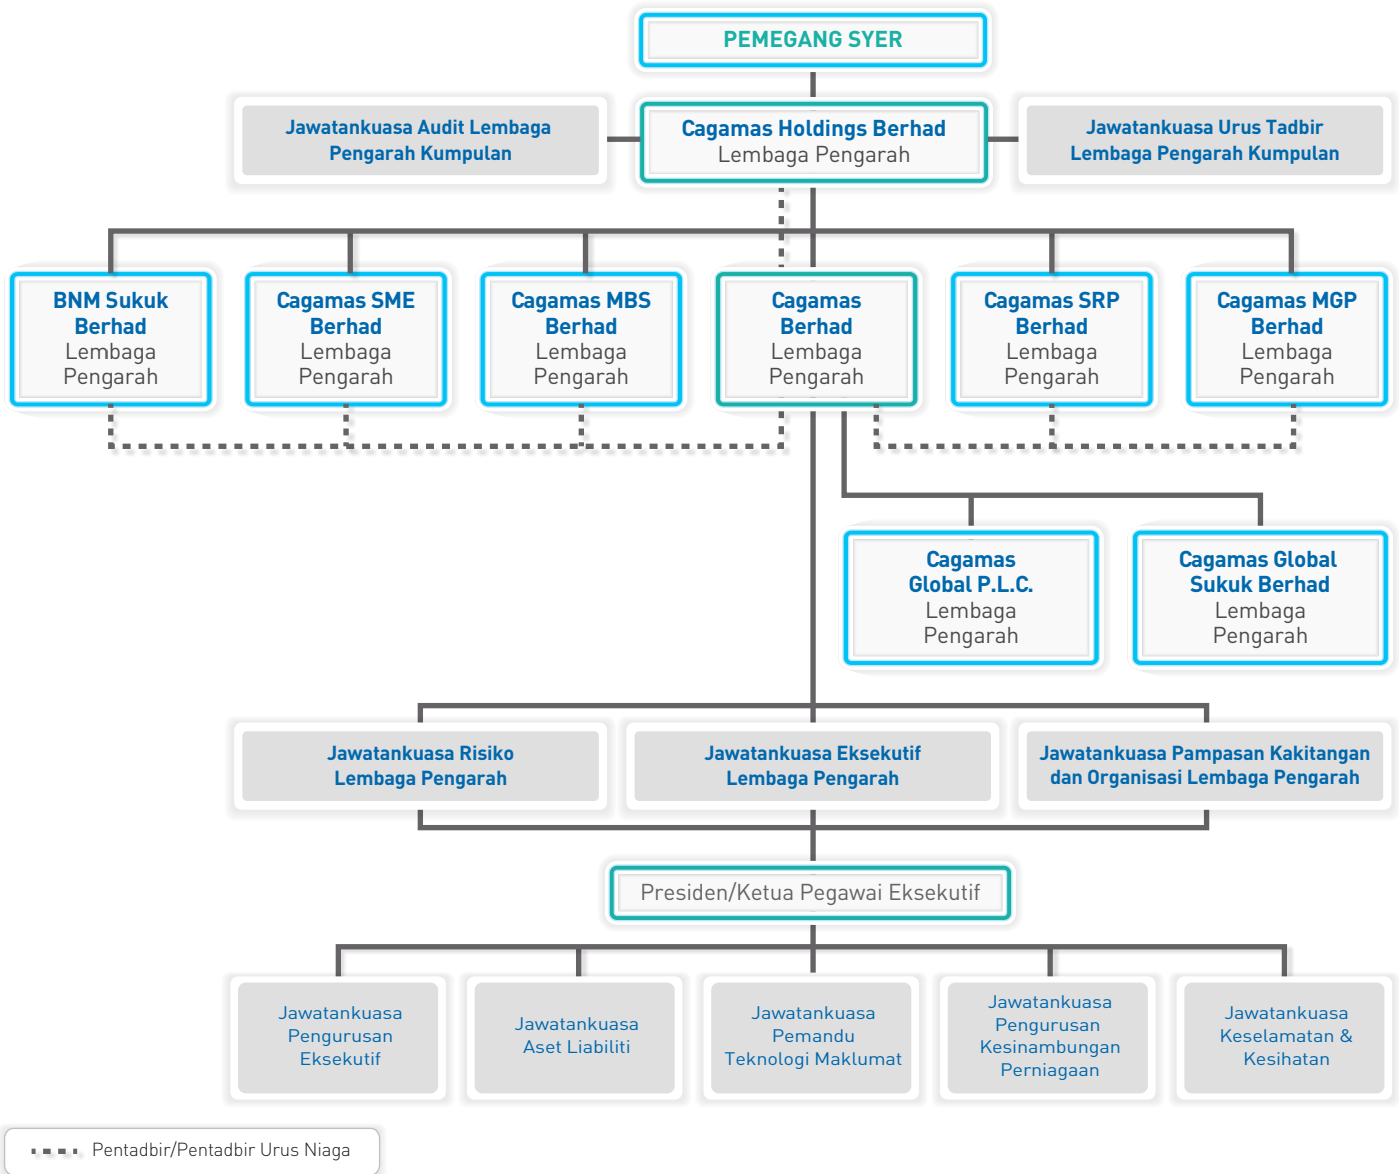 PEMEGANG SYER
Jawatankuasa Audit Lembaga
Pengarah Kumpulan
Cagamas Holdings Berhad
Lembaga Pengarah
Jawatankuasa Urus Tadbir
Lembaga Pengarah Kumpulan
BNM Sukuk
Berhad
Lembaga
Pengarah
Cagamas SME
Berhad
Lembaga
Pengarah
Cagamas MBS
Berhad
Lembaga
Pengarah
Cagamas
Berhad
Lembaga
Pengarah
Cagamas SRP
Berhad
Lembaga
Pengarah
Cagamas MGP
Berhad
Lembaga
Pengarah
Cagamas
Global P.L.C.
Lembaga
Pengarah
Cagamas Global
Sukuk Berhad
Lembaga
Pengarah
Jawatankuasa Risiko
Lembaga Pengarah
Jawatankuasa Eksekutif
Lembaga Pengarah
Jawatankuasa Pampasan Kakitangan
dan Organisasi Lembaga Pengarah
Presiden/Ketua Pegawai Eksekutif
Jawatankuasa
Pengurusan
Eksekutif
Jawatankuasa
Aset Liabiliti
Jawatankuasa
Pemandu
Teknologi Maklumat
Jawatankuasa
Pengurusan
Kesinambungan
Perniagaan
Jawatankuasa
Keselamatan &
Kesihatan
Pentadbir/Pentadbir Urus Niaga